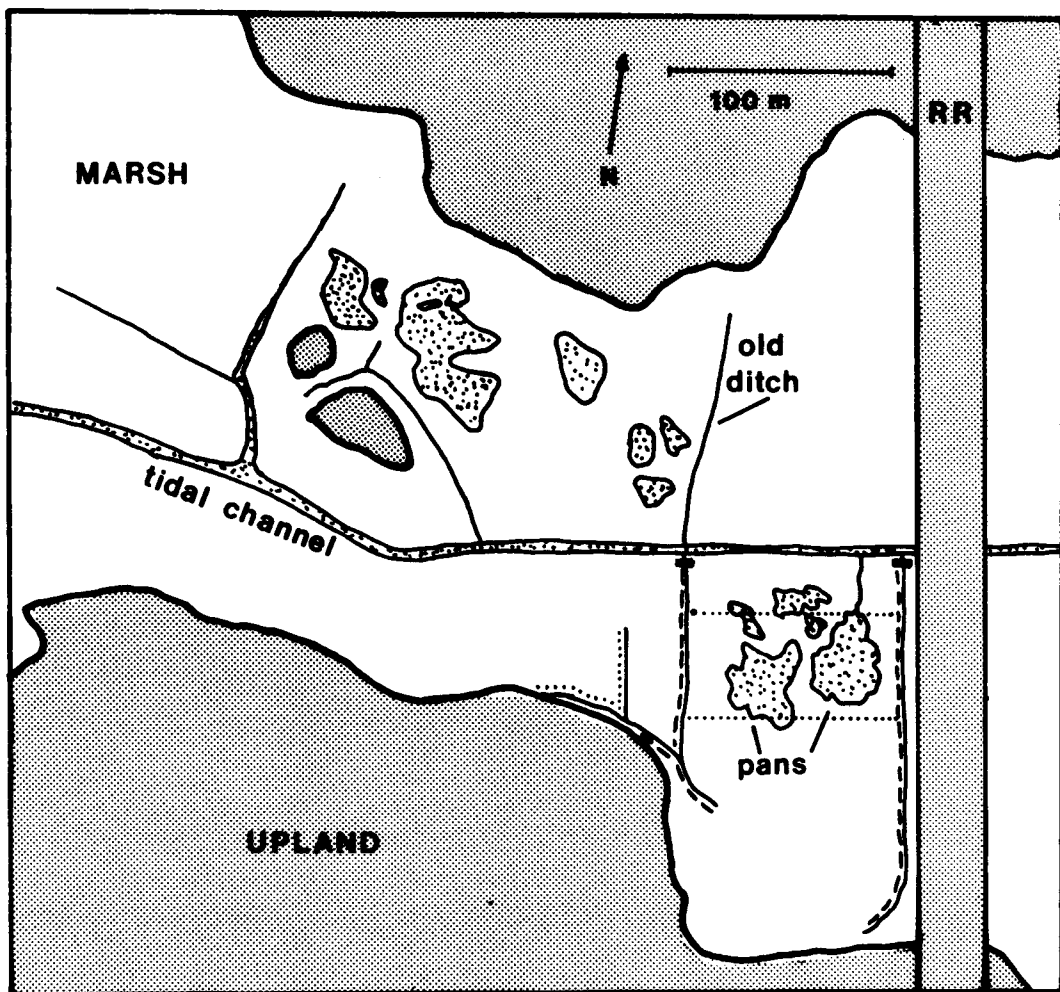 100 m
RR
N
MARSH
old
ditch
tidal channel
pans
UPLAND